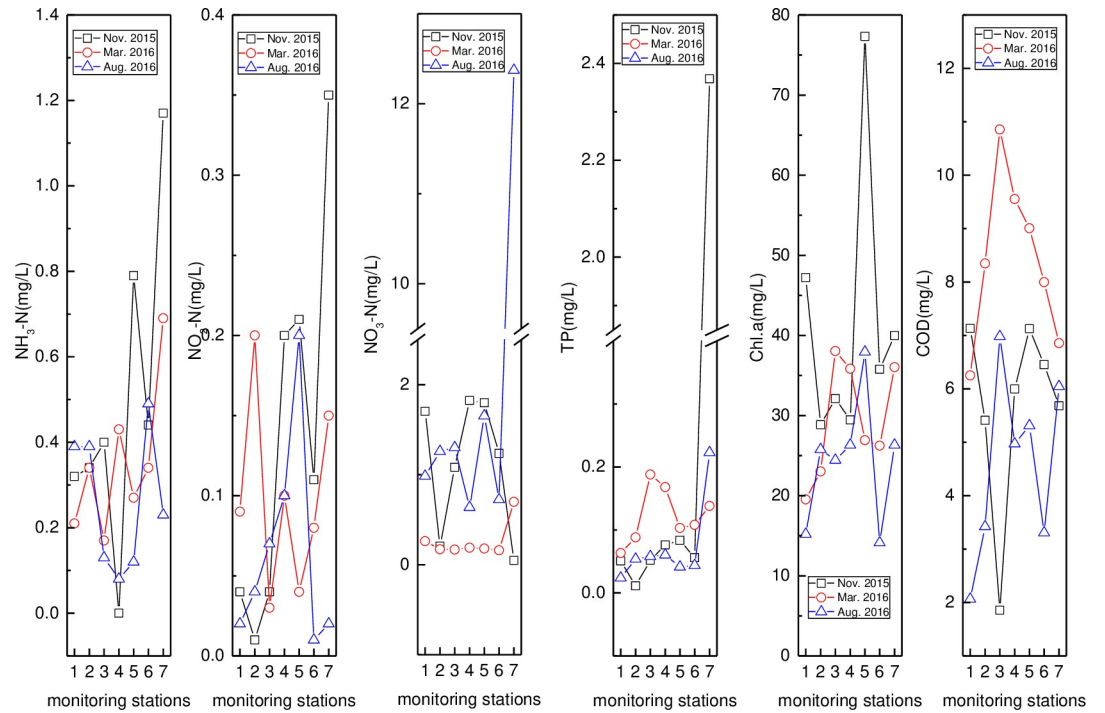 NH3-N(mg/L)
1.4
1.2
1.0
0.8
0.6
0.4
0.2
0.0
Nov. 2015
Mar. 2016
Aug. 2016
1 2 3 4 5 6 7
monitoring stations
NO2-N(mg/L)
0.4
0.3
0.2
0.1
0.0
Nov. 2015
Mar. 2016
Aug. 2016
1 2 3 4 5 6 7
monitoring stations
NO3-N(mg/L)
12
10
2
0
Nov. 2015
Mar. 2016
Aug. 2016
1 2 3 4 5 6 7
monitoring stations
TP(mg/L)
2.4
2.2
2.0
0.2
0.0
Nov. 2015
Mar. 2016
Aug. 2016
1 2 3 4 5 6 7
monitoring stations
Chl.a(mg/L)
80
70
60
50
40
30
20
10
0
Nov. 2015
Mar. 2016
Aug. 2016
1 2 3 4 5 6 7
monitoring stations
COD(mg/L)
12
10
8
6
4
2
Nov. 2015
Mar. 2016
Aug. 2016
1 2 3 4 5 6 7
monitoring stations